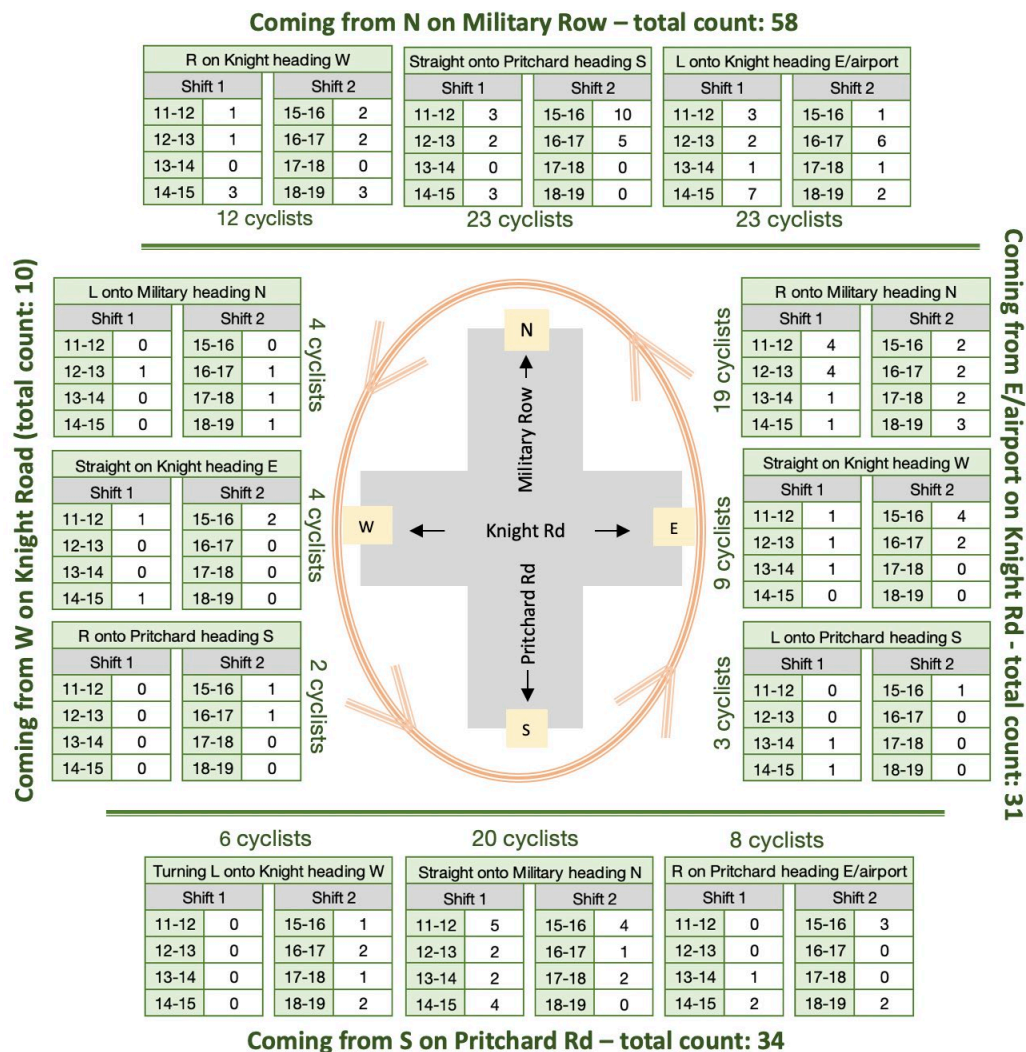 Coming from N on Military Row – total count: 58
R on Knight heading W
Shift 1 Shift 2
11-12 1 15-16 2
12-13 1 16-17 2
13-14 0 17-18 0
14-15 3 18-19 3
12 cyclists
Straight onto Pritchard heading S
Shift 1 Shift 2
11-12 3 15-16 10
12-13 2 16-17 5
13-14 0 17-18 0
14-15 3 18-19 0
23 cyclists
L onto Knight heading E/airport
Shift 1 Shift 2
11-12 3 15-16 1
12-13 2 16-17 6
13-14 1 17-18 1
14-15 7 18-19 2
23 cyclists
Coming from W on Knight Road (total count: 10)
L onto Military heading N
Shift 1 Shift 2
11-12 0 15-16 0
12-13 1 16-17 1
13-14 0 17-18 1
14-15 0 18-19 1
4 cyclists
Straight on Knight heading E
Shift 1 Shift 2
11-12 1 15-16 2
12-13 0 16-17 0
13-14 0 17-18 0
14-15 1 18-19 0
4 cyclists
R onto Pritchard heading S
Shift 1 Shift 2
11-12 0 15-16 1
12-13 0 16-17 1
13-14 0 17-18 0
14-15 0 18-19 0
2 cyclists
N
Military Row
W
Knight Rd
E
Pritchard Rd
S
Coming from E/airport on Knight Rd - total count: 31
R onto Military heading N
Shift 1 Shift 2
11-12 4 15-16 2
12-13 4 16-17 2
13-14 1 17-18 2
14-15 1 18-19 3
19 cyclists
Straight on Knight heading W
Shift 1 Shift 2
11-12 1 15-16 4
12-13 1 16-17 2
13-14 1 17-18 0
14-15 0 18-19 0
9 cyclists
L onto Pritchard heading S
Shift 1 Shift 2
11-12 0 15-16 1
12-13 0 16-17 0
13-14 1 17-18 0
14-15 1 18-19 0
3 cyclists
6 cyclists
Turning L onto Knight heading W
Shift 1 Shift 2
11-12 0 15-16 1
12-13 0 16-17 2
13-14 0 17-18 1
14-15 0 18-19 2
20 cyclists
Straight onto Military heading N
Shift 1 Shift 2
11-12 5 15-16 4
12-13 2 16-17 1
13-14 2 17-18 2
14-15 4 18-19 0
8 cyclists
R on Pritchard heading E/airport
Shift 1 Shift 2
11-12 0 15-16 3
12-13 0 16-17 0
13-14 1 17-18 0
14-15 2 18-19 2
Coming from S on Pritchard Rd – total count: 34